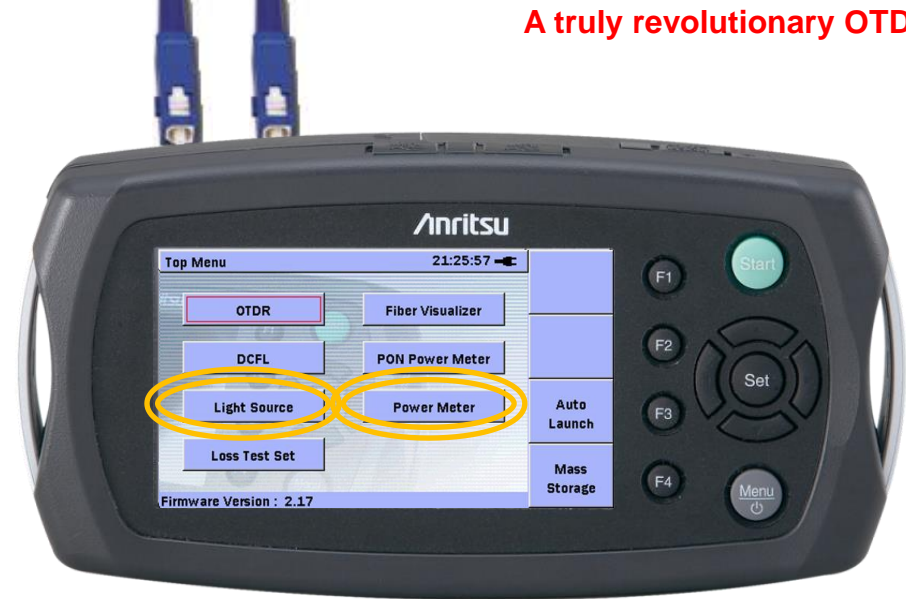 A truly revolutionary OTD
Anritsu
Top Menu 21:25:57
OTDR Fiber Visualizer
DCFL PON Power Meter
Light Source Power Meter
Loss Test Set
Firmware Version : 2.17
Auto
Launch
Mass
Storage
F1
F2
F3
F4
Start
Set
Menu